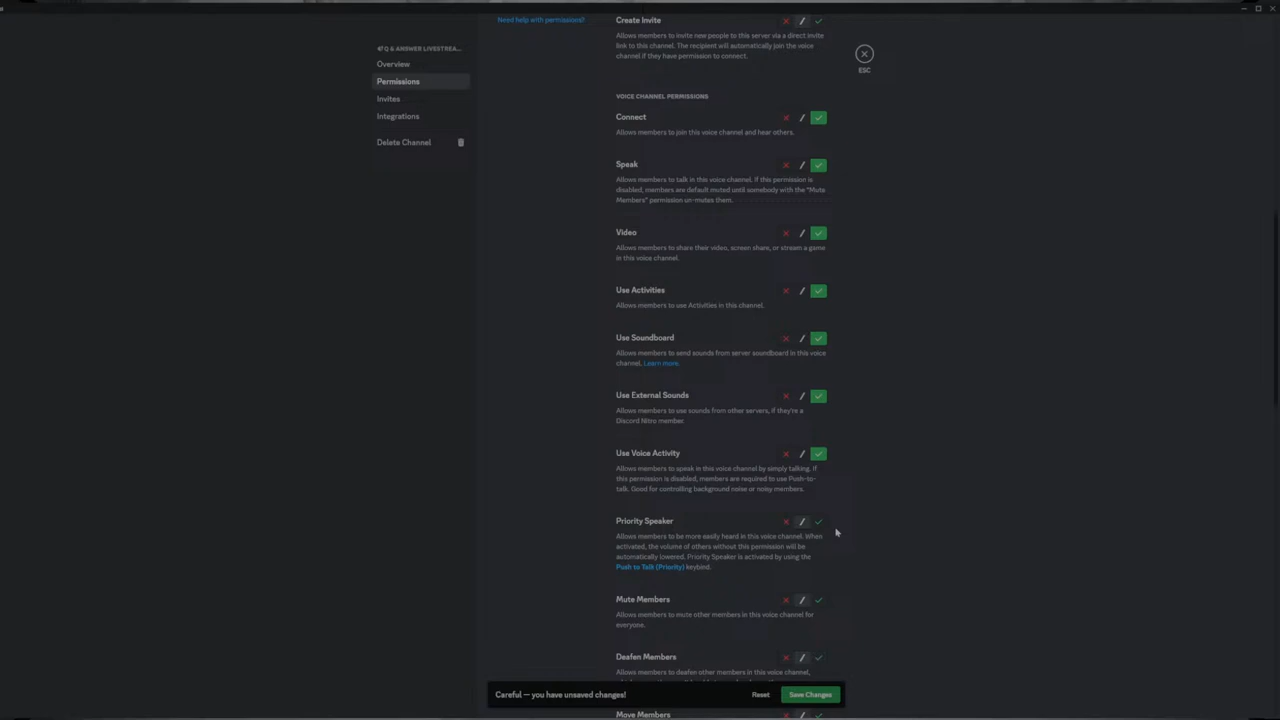 Need help with permissions?
Q & ANSWER LIVESTREA...
Overview
Permissions
Invites
Integrations
Delete Channel
ESC
Create Invite
Allows members to invite new people to this server via a direct invite
link to this channel. The recipient will automatically join the voice
channel if they have permission to connect.
VOICE CHANNEL PERMISSIONS
Connect
Allows members to join this voice channel and hear others.
Speak
Allows members to talk in this voice channel. If this permission is
disabled, members are default muted until somebody with the "Mute
Members" permission un-mutes them.
Video
Allows members to share their video, screen share, or stream a game
in this voice channel.
Use Activities
Allows members to use Activities in this channel.
Use Soundboard
Allows members to send sounds from server soundboard in this voice
channel. Learn more.
Use External Sounds
Allows members to use sounds from other servers, if they're a
Discord Nitro member.
Use Voice Activity
Allows members to speak in this voice channel by simply talking. If
this permission is disabled, members are required to use Push-to-
talk. Good for controlling background noise or noisy members.
Priority Speaker
Allows members to be more easily heard in this voice channel. When
activated, the volume of others without this permission will be
automatically lowered. Priority Speaker is activated by using the
Push to Talk (Priority) keybind.
Mute Members
Allows members to mute other members in this voice channel for
everyone.
Deafen Members
Allows members to deafen other members in this voice channel,
Careful — you have unsaved changes!
Reset
Save Changes
Move Members